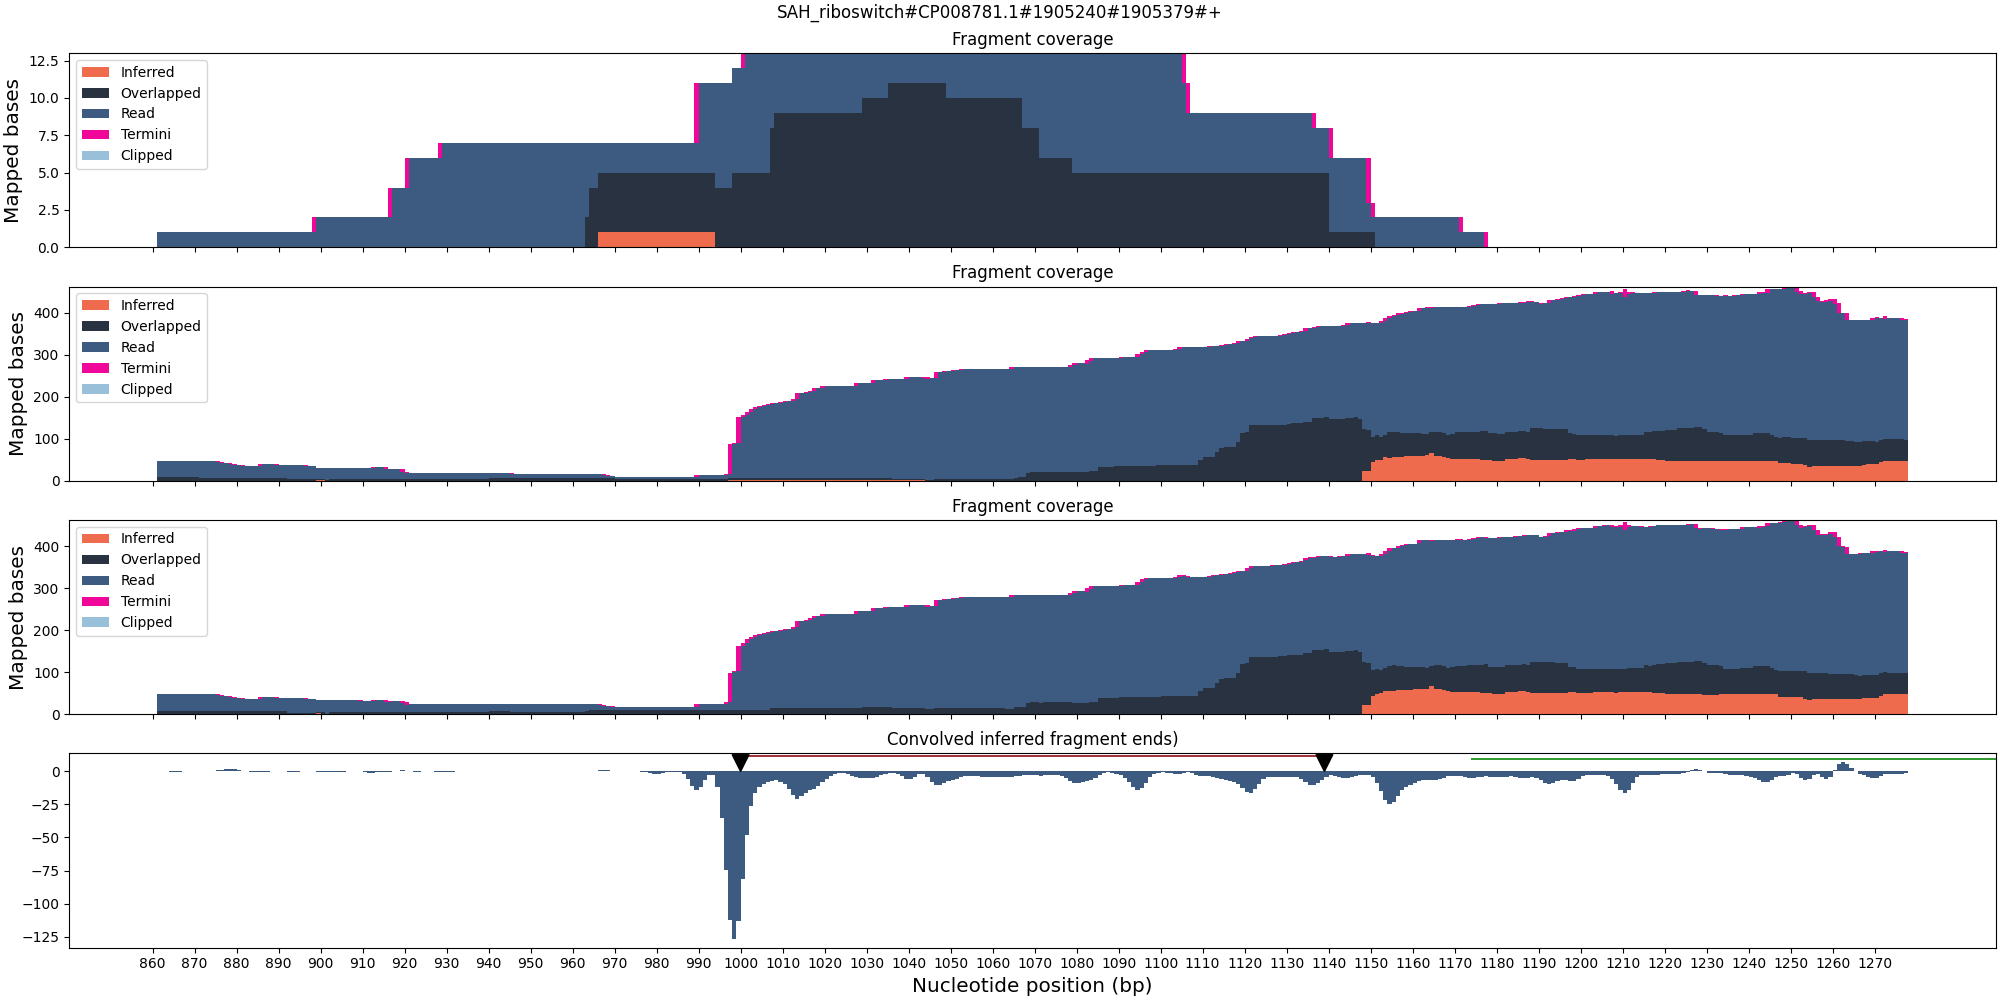 SAH_riboswitch#CP008781.1#1905240#1905379#+
Fragment coverage
Mapped bases
12.5
10.0
7.5
5.0
2.5
0.0
Inferred
Overlapped
Read
Termini
Clipped
Fragment coverage
Mapped bases
400
300
200
100
0
Inferred
Overlapped
Read
Termini
Clipped
Fragment coverage
Mapped bases
400
300
200
100
0
Inferred
Overlapped
Read
Termini
Clipped
Convolved inferred fragment ends)
0
−25
−50
−75
−100
−125
860 870 880 890 900 910 920 930 940 950 960 970 980 990 1000 1010 1020 1030 1040 1050 1060 1070 1080 1090 1100 1110 1120 1130 1140 1150 1160 1170 1180 1190 1200 1210 1220 1230 1240 1250 1260 1270
Nucleotide position (bp)